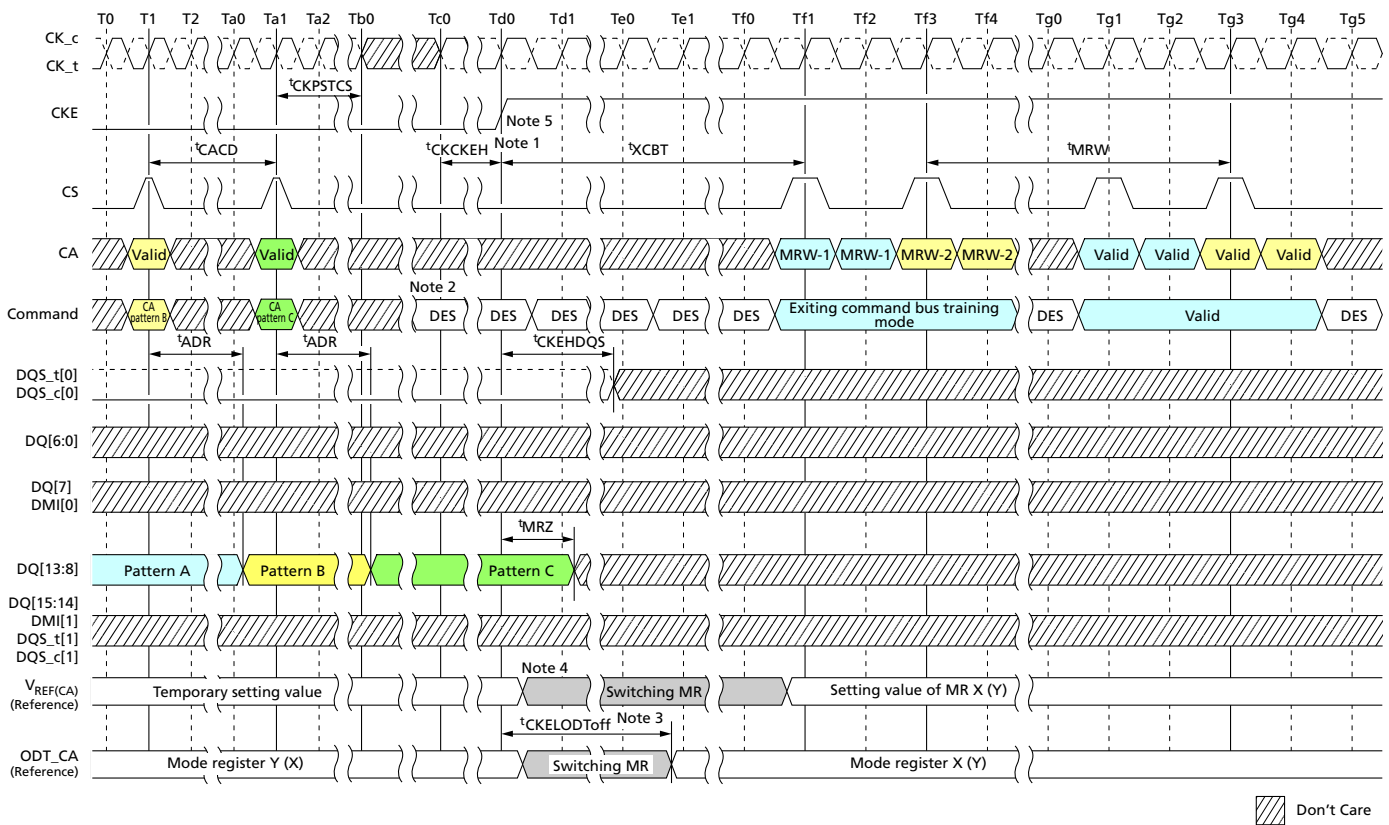 T0 T1 T2 Ta0 Ta1 Ta2 Tb0 Tc0 Td0 Td1 Te0 Te1 Tf0 Tf1 Tf2 Tf3 Tf4 Tg0 Tg1 Tg2 Tg3 Tg4 Tg5
CK_c
CK_t
tCKPSTCS
CKE
Note 5
Note 1
tCACD tCKCKEH tXCBT tMRW
CS
CA Valid Valid MRW-1 MRW-1 MRW-2 MRW-2 Valid Valid Valid Valid
Note 2
Command CA pattern B CA pattern C DES DES DES DES DES DES Exiting command bus training mode DES Valid DES
tADR tADR tCKEHDQS
DQS_t[0]
DQS_c[0]
DQ[6:0]
DQ[7]
DMI[0]
tMRZ
DQ[13:8] Pattern A Pattern B Pattern C
DQ[15:14]
DMI[1]
DQS_t[1]
DQS_c[1]
Note 4
VREF(CA)
(Reference)
Temporary setting value Switching MR Setting value of MR X (Y)
tCKELODToff Note 3
ODT_CA
(Reference)
Mode register Y (X) Switching MR Mode register X (Y)
Don't Care